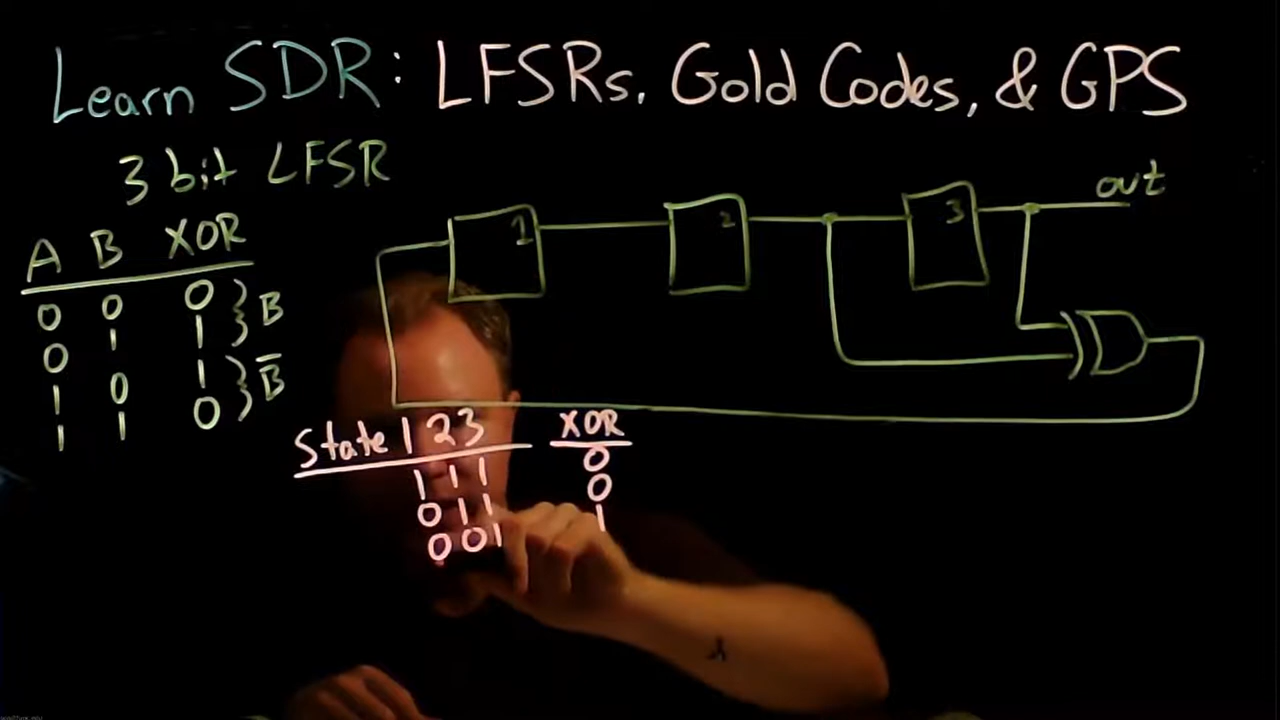 Learn SDR: LFSRs, Gold Codes, & GPS
3 bit LFSR
out
1 2 3
A B XOR
0 0 0
0 1 1
1 0 1
1 1 0
B
B̅
State 1 2 3 XOR
1 1 1 0
0 1 1 0
0 0 1 1